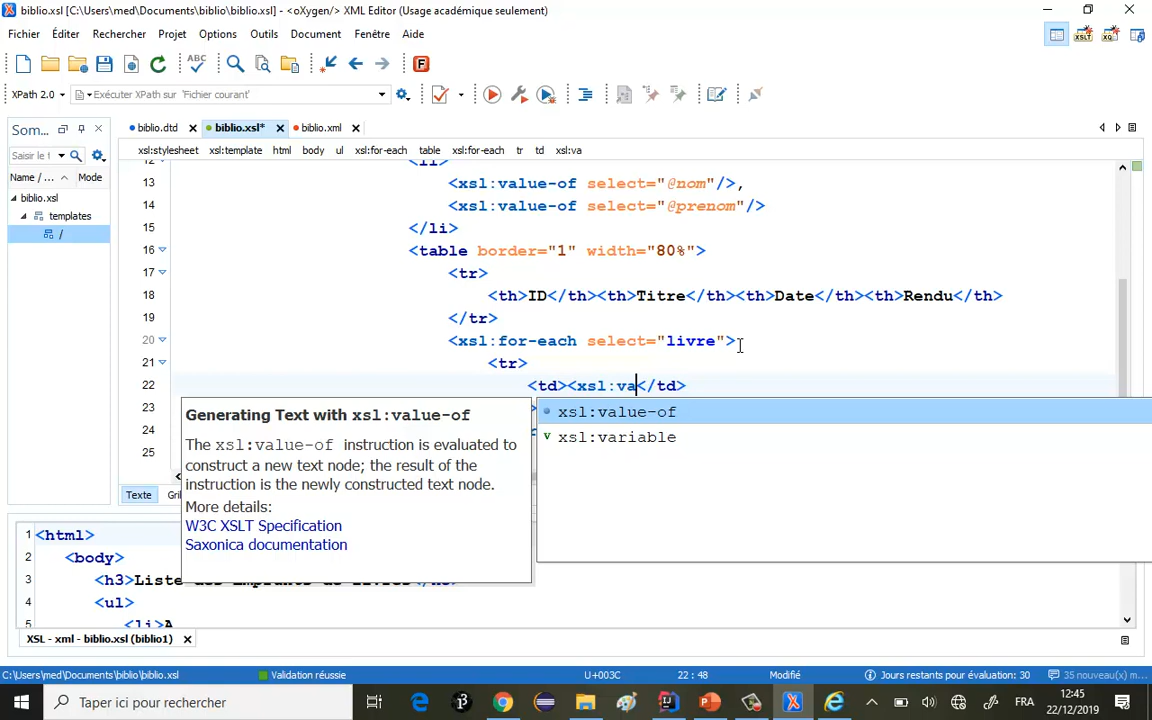 biblio.xsl [C:\Users\med\Documents\biblio\biblio.xsl] - <oXygen/> XML Editor (Usage académique seulement)
Fichier Éditer Rechercher Projet Options Outils Document Fenêtre Aide
XPath 2.0 Exécuter XPath sur 'Fichier courant'
Som... biblio.dtd biblio.xsl* biblio.xml
Saisir le t xsl:stylesheet xsl:template html body ul xsl:for-each table xsl:for-each tr td xsl:va
Name / ... Mode
biblio.xsl
templates
/
12 <li>
13 <xsl:value-of select="@nom"/>,
14 <xsl:value-of select="@prenom"/>
15 </li>
16 <table border="1" width="80%">
17 <tr>
18 <th>ID</th><th>Titre</th><th>Date</th><th>Rendu</th>
19 </tr>
20 <xsl:for-each select="livre">
21 <tr>
22 <td><xsl:va</td>
23
24
25
Generating Text with xsl:value-of
The xsl:value-of instruction is evaluated to
construct a new text node; the result of the
instruction is the newly constructed text node.
More details:
W3C XSLT Specification
Saxonica documentation
xsl:value-of
xsl:variable
Texte Gri
1 <html>
2 <body>
3 <h3>Liste des
4 <ul>
5 <li>A
XSL - xml - biblio.xsl (biblio1)
C:\Users\med\Documents\biblio\biblio.xsl Validation réussie U+003C 22 : 48 Modifié Jours restants pour évaluation: 30 35 nouveau(x) m...
Taper ici pour rechercher FRA 12:45
22/12/2019